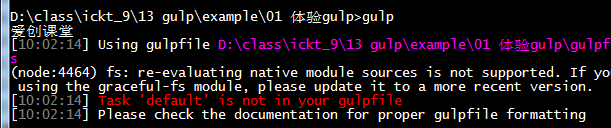 D:\class\ickt_9\13 gulp\example\01 体验gulp>gulp
爱创课堂
[10:02:14] Using gulpfile D:\class\ickt_9\13 gulp\example\01 体验gulp\gulpf
s
(node:4464) fs: re-evaluating native module sources is not supported. If you
 using the graceful-fs module, please update it to a more recent version.
[10:02:14] Task 'default' is not in your gulpfile
[10:02:14] Please check the documentation for proper gulpfile formatting